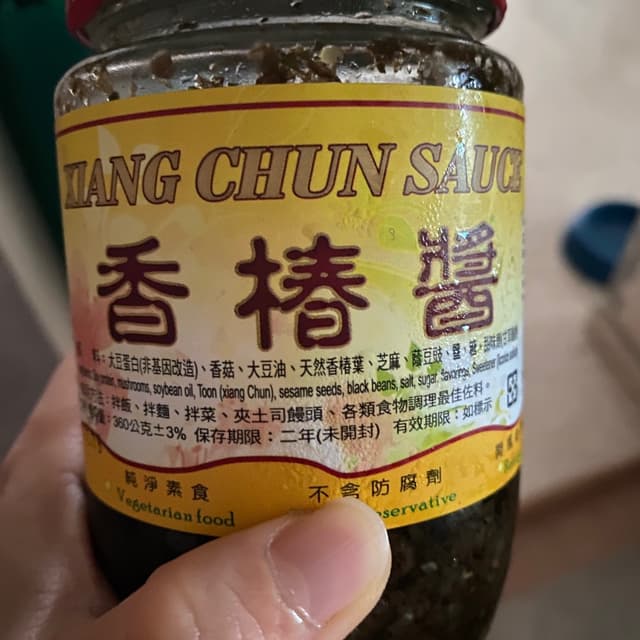 XIANG CHUN SAUCE
香椿醬
料：大豆蛋白(非基因改造)、香菇、大豆油、天然香椿葉、芝麻、蔭豆豉、鹽、糖、
mushrooms, soybean oil, Toon (xiang Chun), sesame seeds, black beans, salt, sugar, flavorings, Sweetener
拌飯、拌麵、拌菜、夾土司饅頭、各類食物調理最佳佐料。
360公克±3% 保存期限：二年(未開封) 有效期限：如標示
純淨素食 不含防腐劑
Vegetarian food